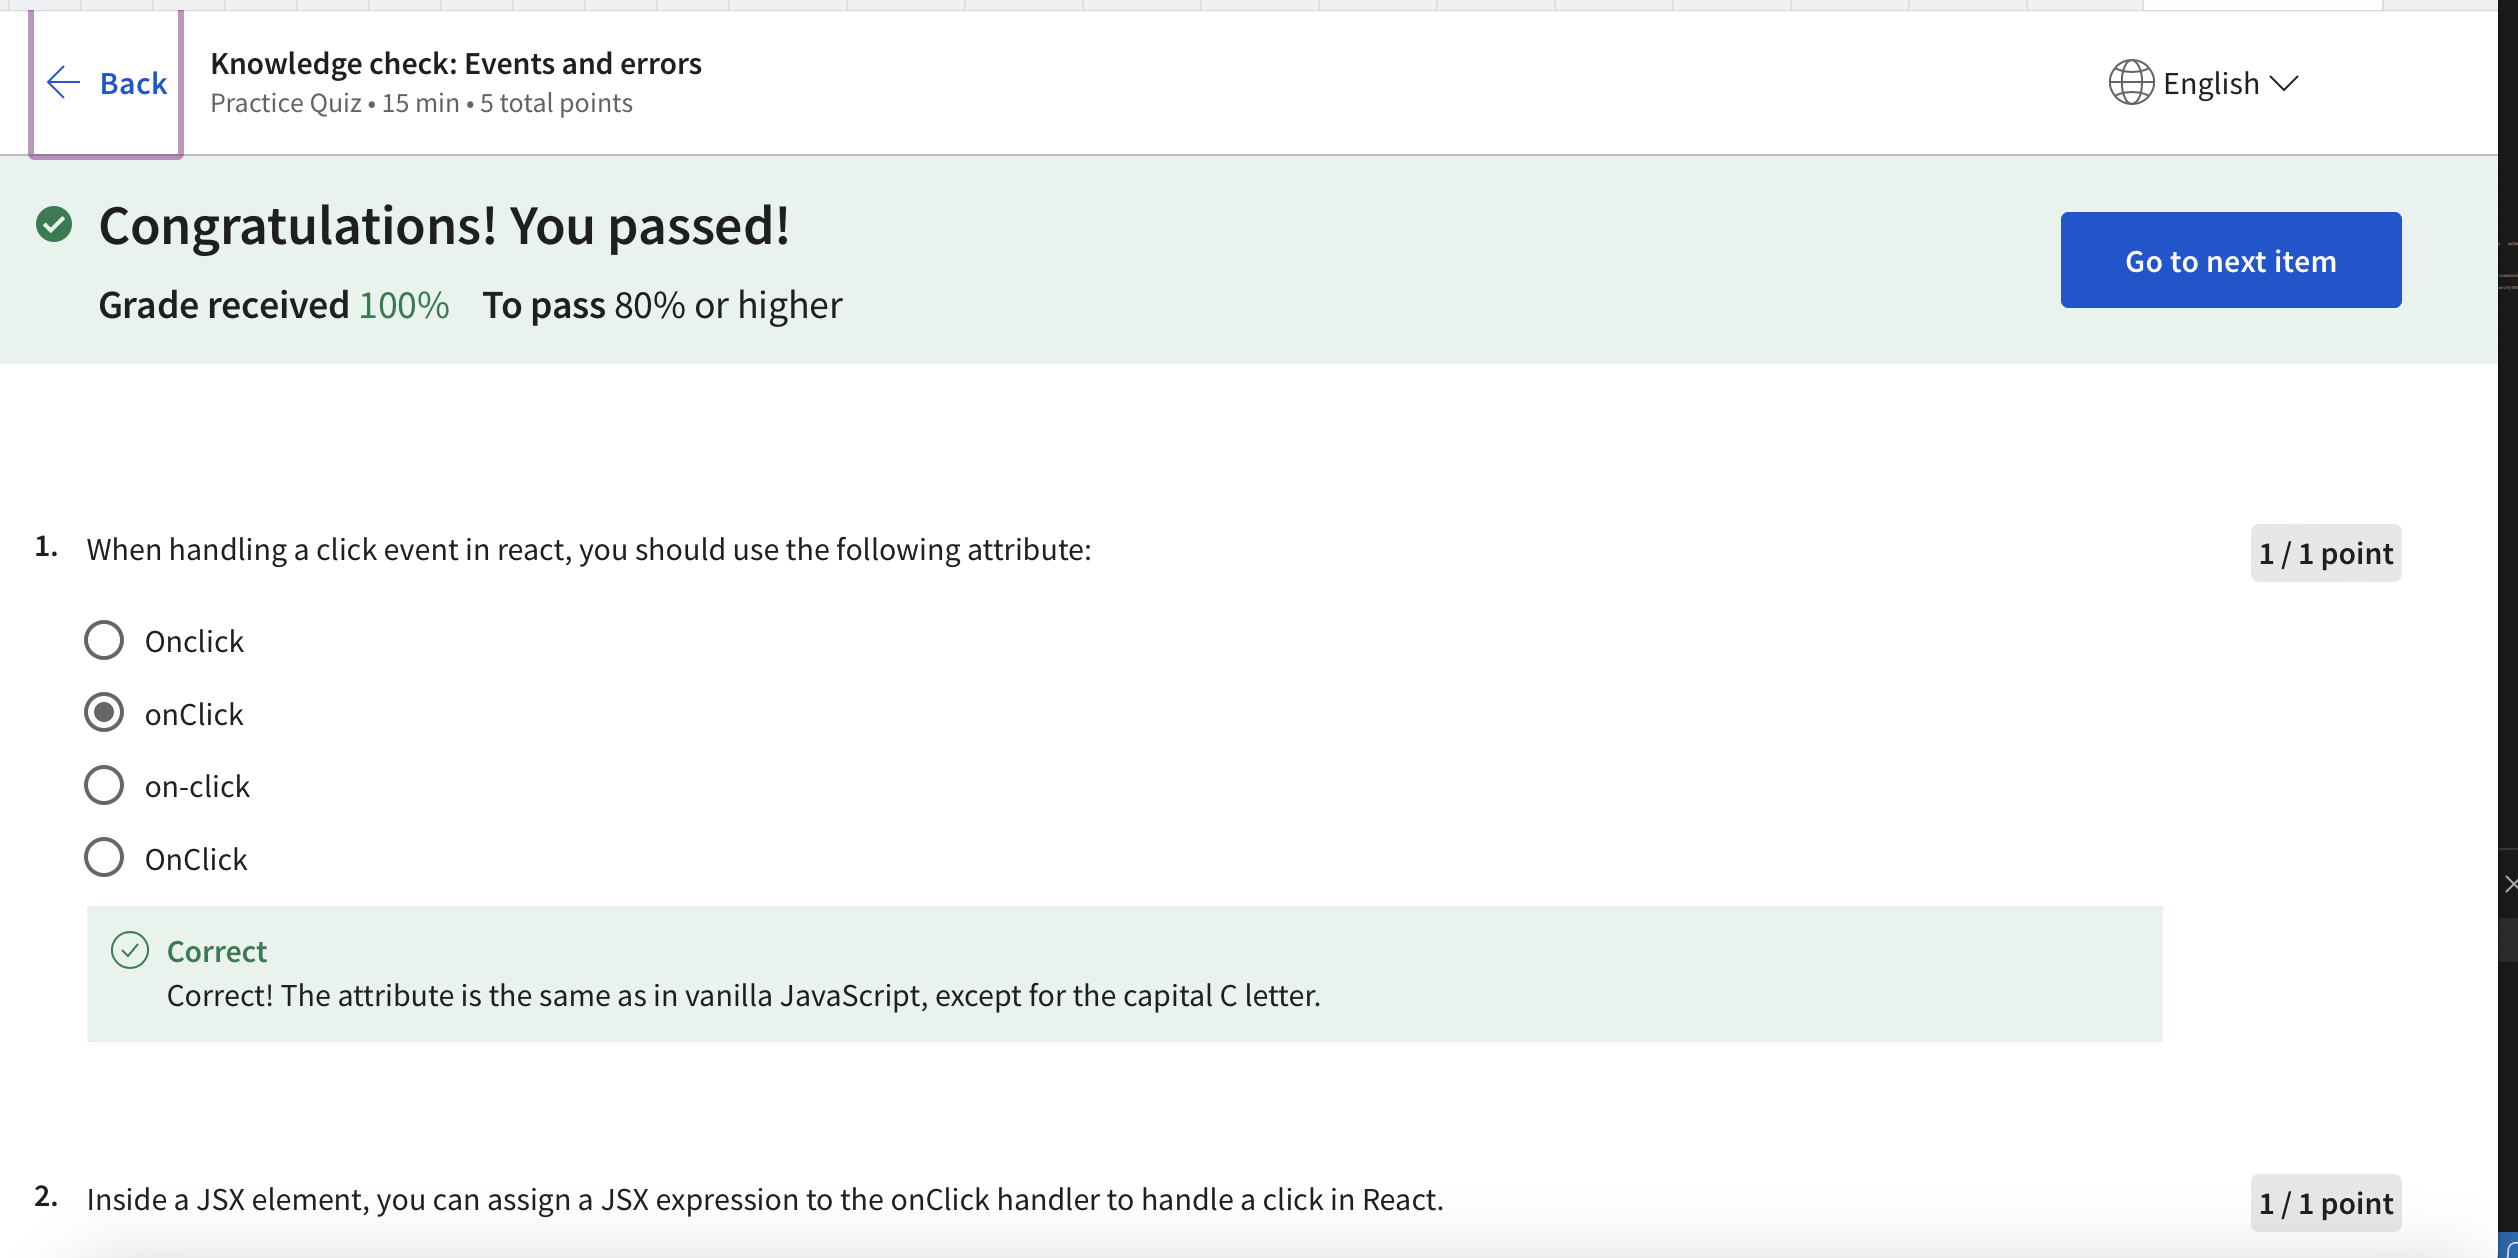 Back
Knowledge check: Events and errors
Practice Quiz • 15 min • 5 total points
English
Congratulations! You passed!
Grade received 100% To pass 80% or higher
Go to next item
1. When handling a click event in react, you should use the following attribute:
1 / 1 point
Onclick
onClick
on-click
OnClick
Correct
Correct! The attribute is the same as in vanilla JavaScript, except for the capital C letter.
2. Inside a JSX element, you can assign a JSX expression to the onClick handler to handle a click in React.
1 / 1 point